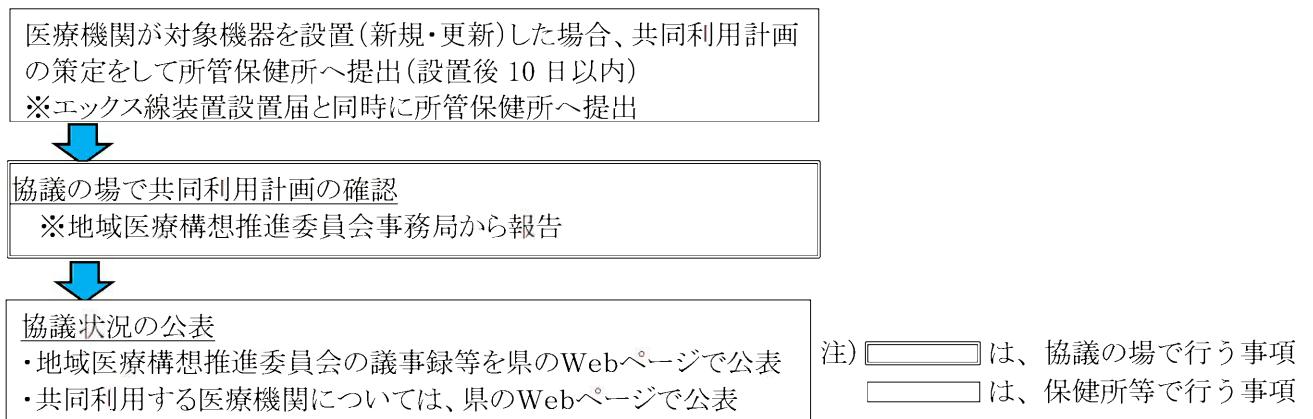 医療機関が対象機器を設置(新規・更新)した場合、共同利用計画
の策定をして所管保健所へ提出(設置後 10 日以内)
※エックス線装置設置届と同時に所管保健所へ提出
協議の場で共同利用計画の確認
※地域医療構想推進委員会事務局から報告
協議状況の公表
・地域医療構想推進委員会の議事録等を県のWebページで公表
・共同利用する医療機関については、県のWebページで公表
注) は、協議の場で行う事項
は、保健所等で行う事項